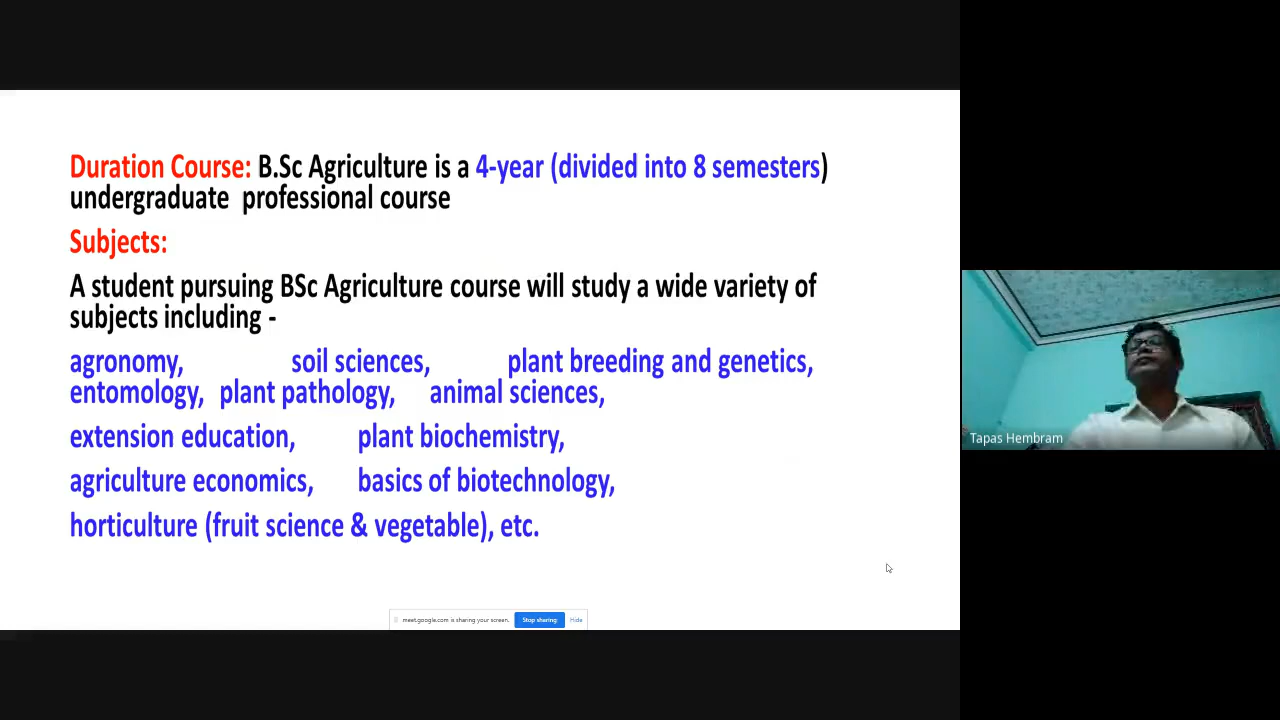 Duration Course: B.Sc Agriculture is a 4-year (divided into 8 semesters)
undergraduate professional course
Subjects:
A student pursuing BSc Agriculture course will study a wide variety of
subjects including -
agronomy, soil sciences, plant breeding and genetics,
entomology, plant pathology, animal sciences,
extension education, plant biochemistry,
agriculture economics, basics of biotechnology,
horticulture (fruit science & vegetable), etc.
meet.google.com is sharing your screen. Stop sharing Hide
Tapas Hembram